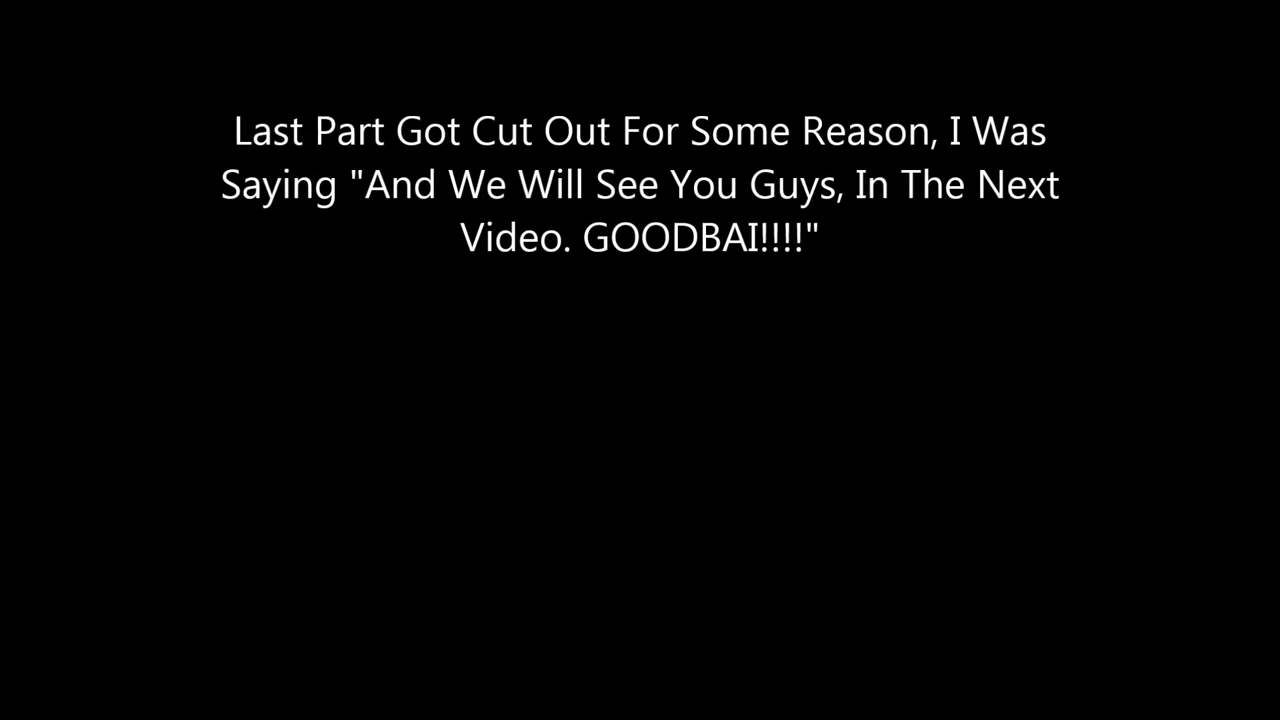 Last Part Got Cut Out For Some Reason, I Was
Saying "And We Will See You Guys, In The Next
Video. GOODBAI!!!!"